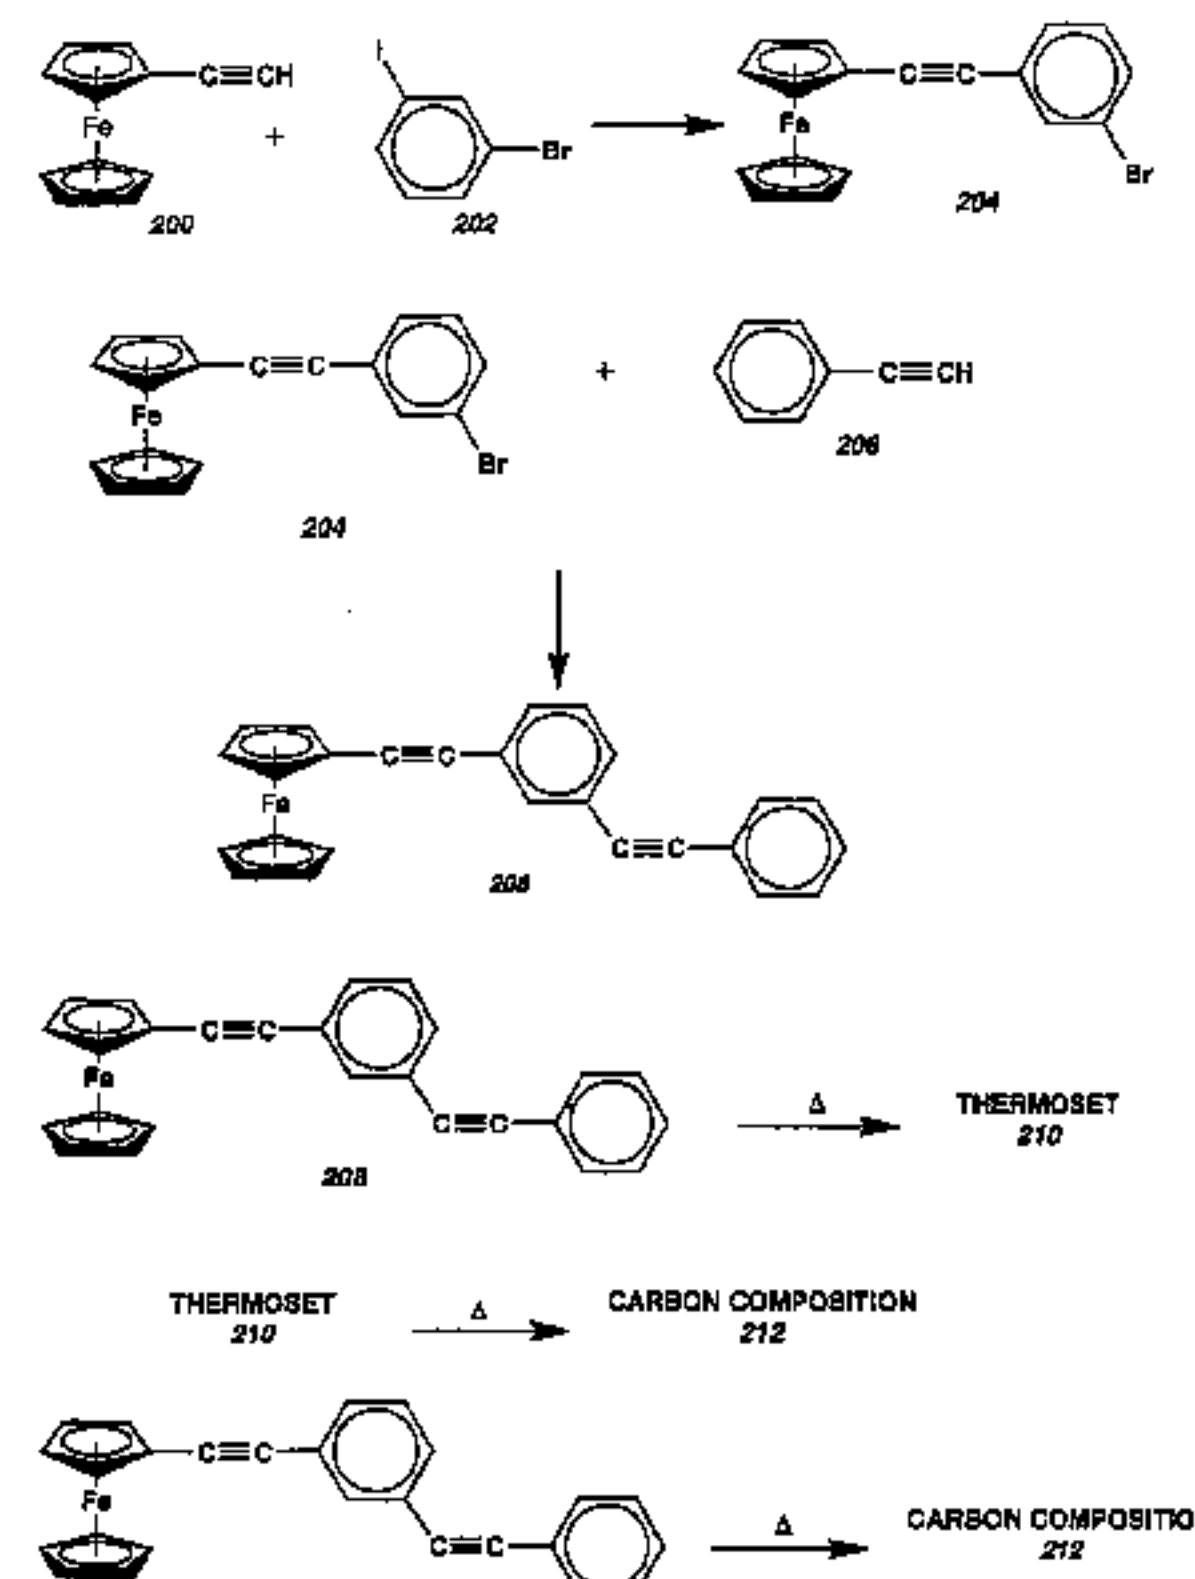 C≡CH
I
Fe
+
Br
200
202
C≡C
Fe
Br
204
C≡C
Fe
Br
204
+
C≡CH
206
C≡C
Fe
C≡C
208
C≡C
Fe
C≡C
208
Δ
THERMOSET
210
THERMOSET
210
Δ
CARBON COMPOSITION
212
C≡C
Fe
C≡C
Δ
CARBON COMPOSITIO
212